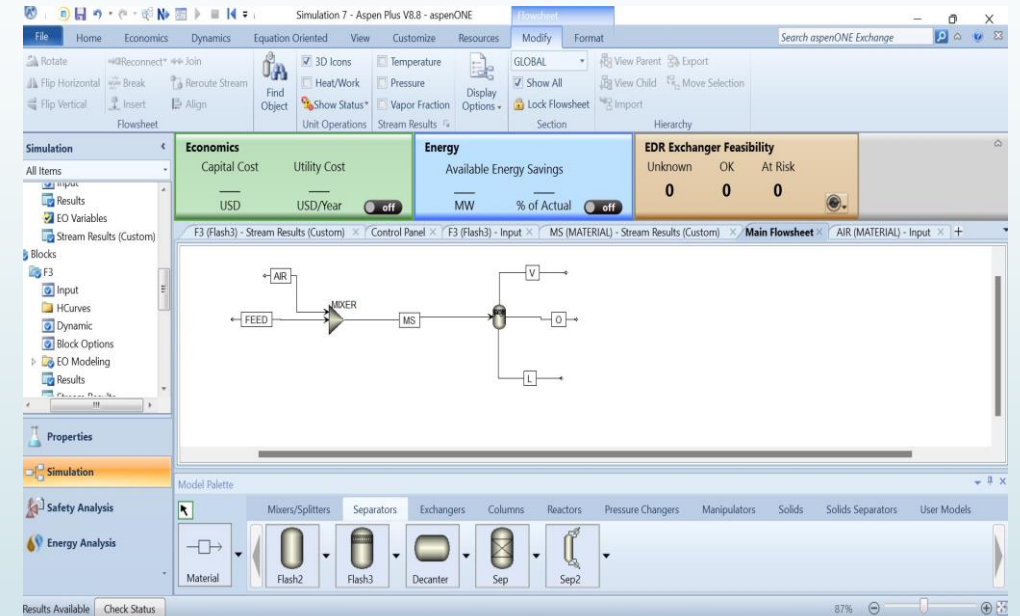 Simulation 7 - Aspen Plus V8.8 - aspenONE
Flowsheet
File Home Economics Dynamics Equation Oriented View Customize Resources Modify Format
Search aspenONE Exchange
Rotate Reconnect Join
Flip Horizontal Break Reroute Stream
Flip Vertical Insert Align
Flowsheet
Find Object
3D Icons
Heat/Work
Show Status
Unit Operations
Temperature
Pressure
Vapor Fraction
Stream Results
Display Options
GLOBAL
Show All
Lock Flowsheet
Section
View Parent Export
View Child Move Selection
Import
Hierarchy
Simulation
All Items
Input
Results
EO Variables
Stream Results (Custom)
Blocks
F3
Input
HCurves
Dynamic
Block Options
EO Modeling
Results
Properties
Simulation
Safety Analysis
Energy Analysis
Economics
Capital Cost Utility Cost
USD USD/Year off
Energy
Available Energy Savings
MW % of Actual off
EDR Exchanger Feasibility
Unknown OK At Risk
0 0 0
F3 (Flash3) - Stream Results (Custom) Control Panel F3 (Flash3) - Input MS (MATERIAL) - Stream Results (Custom) Main Flowsheet AIR (MATERIAL) - Input +
AIR
V
MIXER
FEED
MS
O
L
Model Palette
Mixers/Splitters Separators Exchangers Columns Reactors Pressure Changers Manipulators Solids Solids Separators User Models
Material Flash2 Flash3 Decanter Sep Sep2
Results Available Check Status
87%